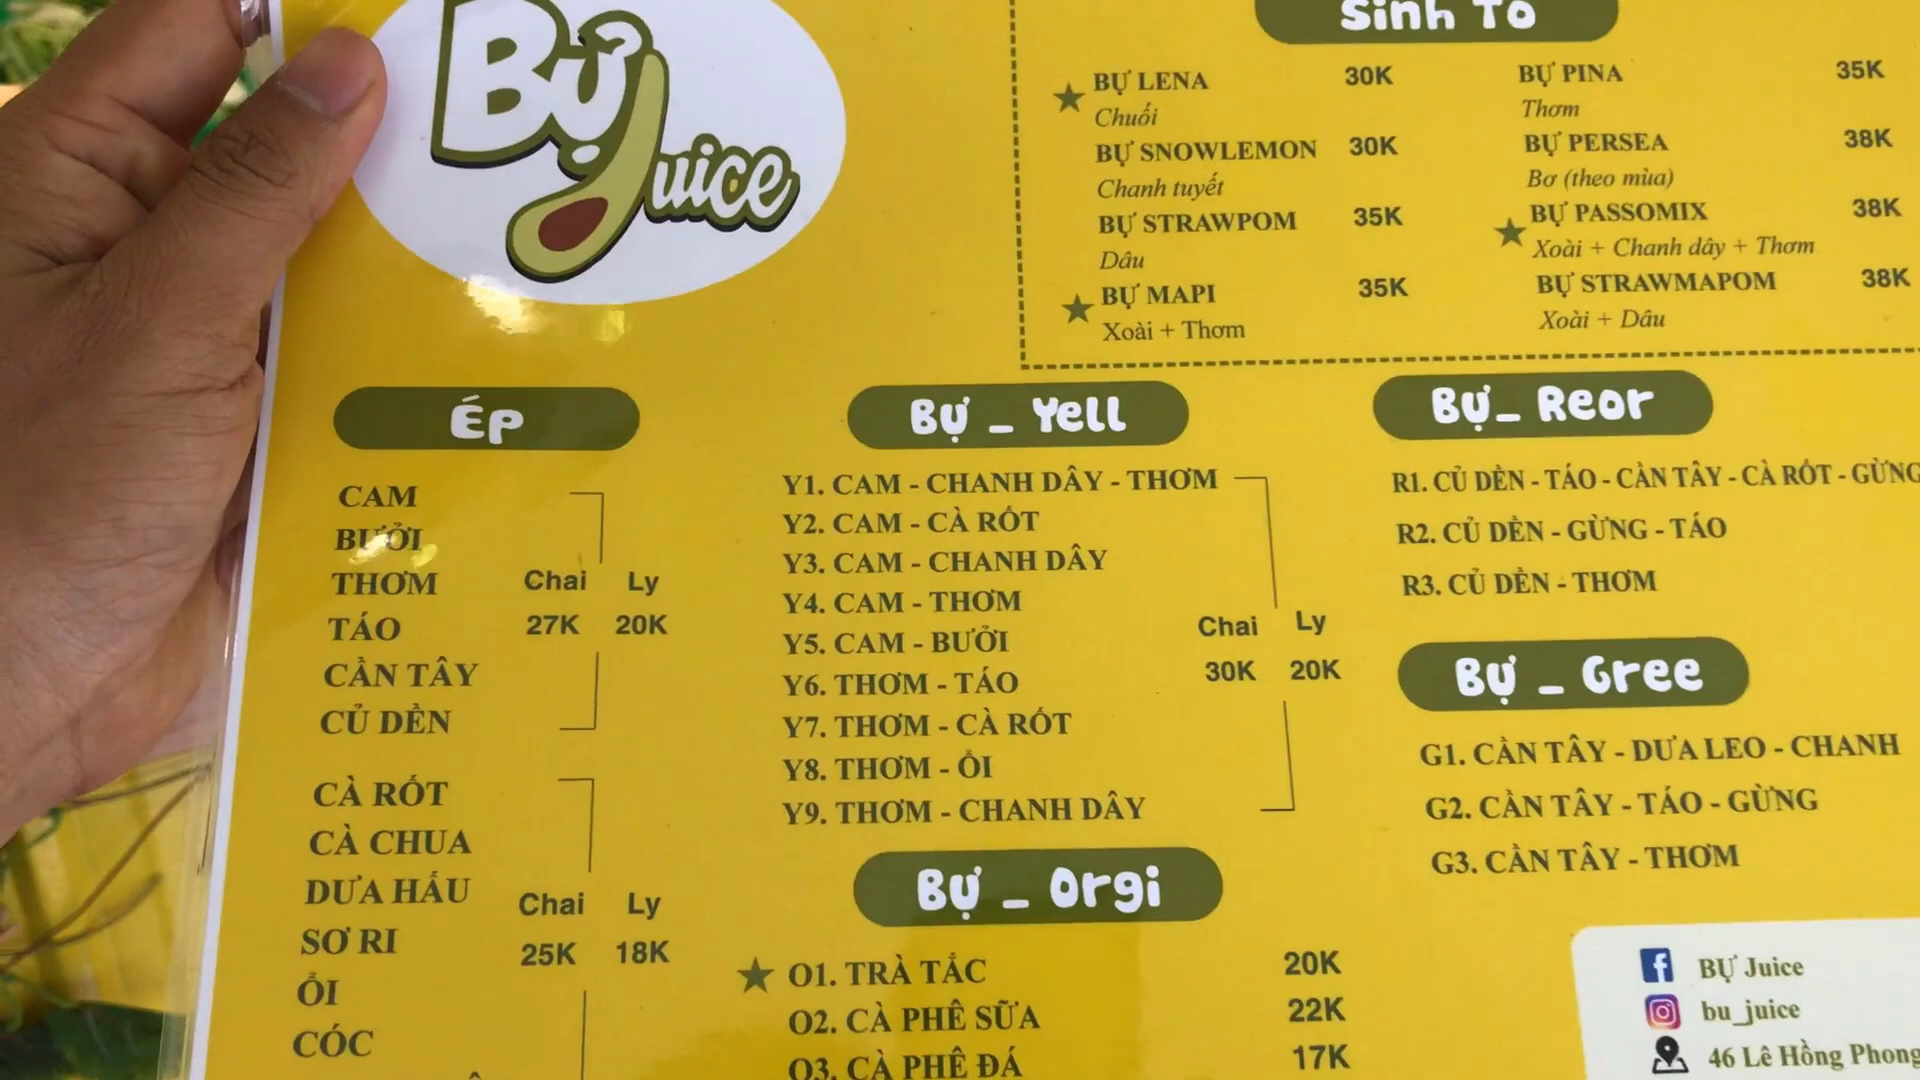 BỰ Juice
Sinh Tố
BỰ LENA 30K
Chuối
BỰ SNOWLEMON 30K
Chanh tuyết
BỰ STRAWPOM 35K
Dâu
BỰ MAPI 35K
Xoài + Thơm
BỰ PINA 35K
Thơm
BỰ PERSEA 38K
Bơ (theo mùa)
BỰ PASSOMIX 38K
Xoài + Chanh dây + Thơm
BỰ STRAWMAPOM 38K
Xoài + Dâu
ÉP
CAM
BƯỞI
THƠM
TÁO
CẦN TÂY
CỦ DỀN
Chai Ly
27K 20K
CÀ RỐT
CÀ CHUA
DƯA HẤU
SƠ RI
ỔI
CÓC
Chai Ly
25K 18K
BỰ _ Yell
Y1. CAM - CHANH DÂY - THƠM
Y2. CAM - CÀ RỐT
Y3. CAM - CHANH DÂY
Y4. CAM - THƠM
Y5. CAM - BƯỞI
Y6. THƠM - TÁO
Y7. THƠM - CÀ RỐT
Y8. THƠM - ỔI
Y9. THƠM - CHANH DÂY
Chai Ly
30K 20K
BỰ _ Orgi
O1. TRÀ TẮC 20K
O2. CÀ PHÊ SỮA 22K
O3. CÀ PHÊ ĐÁ 17K
BỰ_ Reor
R1. CỦ DỀN - TÁO - CẦN TÂY - CÀ RỐT - GỪNG
R2. CỦ DỀN - GỪNG - TÁO
R3. CỦ DỀN - THƠM
BỰ _ Gree
G1. CẦN TÂY - DƯA LEO - CHANH
G2. CẦN TÂY - TÁO - GỪNG
G3. CẦN TÂY - THƠM
BỰ Juice
bu_juice
46 Lê Hồng Phong